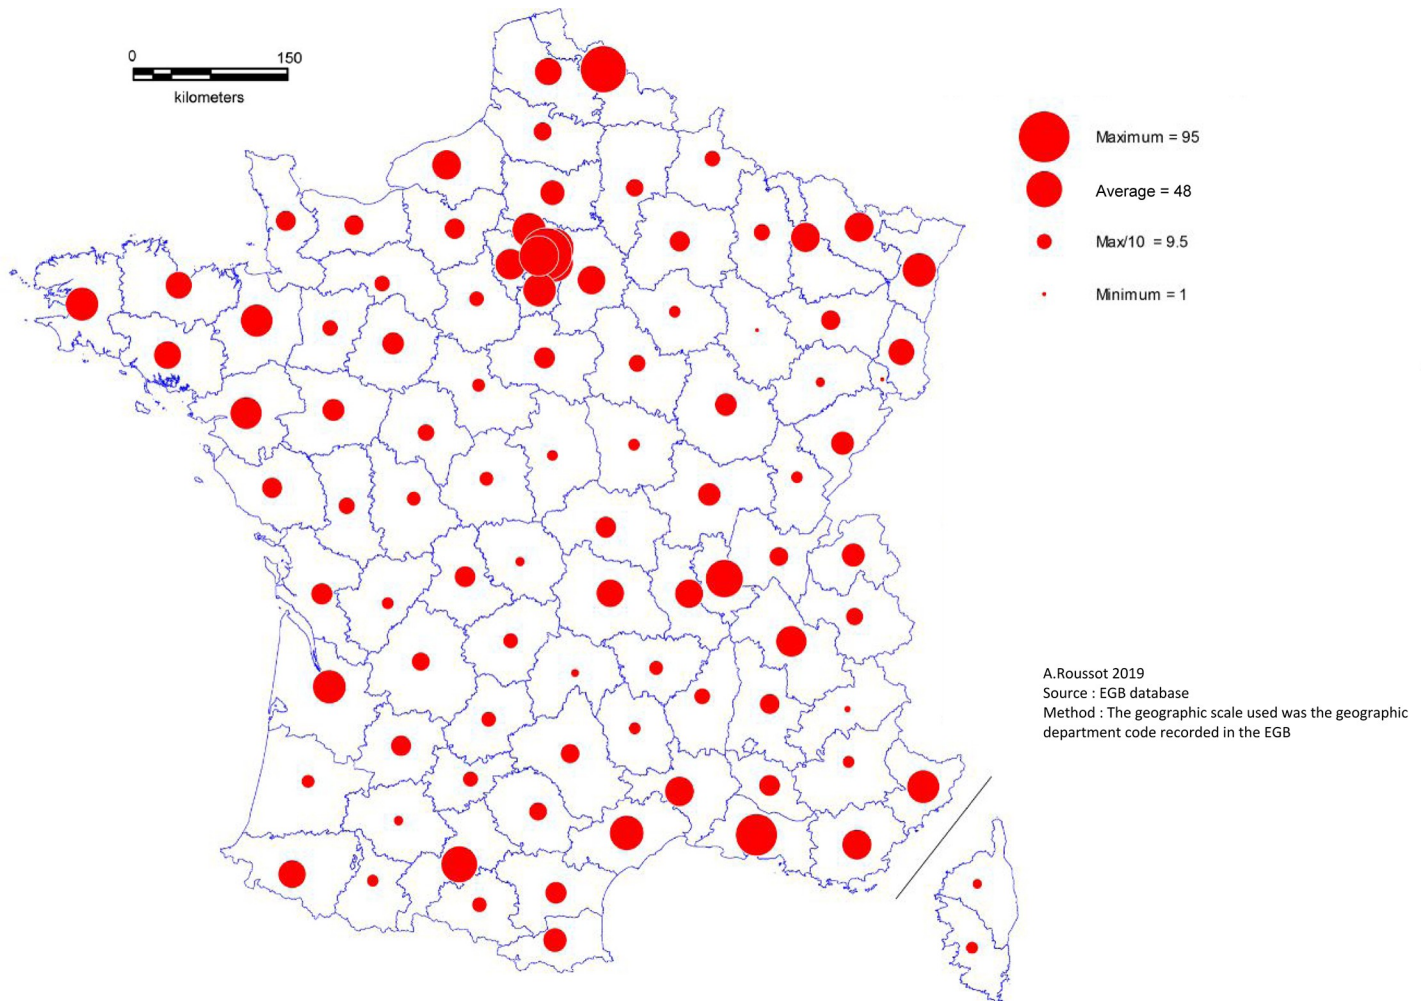 0 150
kilometers
Maximum = 95
Average = 48
Max/10 = 9.5
Minimum = 1
A.Roussot 2019
Source : EGB database
Method : The geographic scale used was the geographic
department code recorded in the EGB